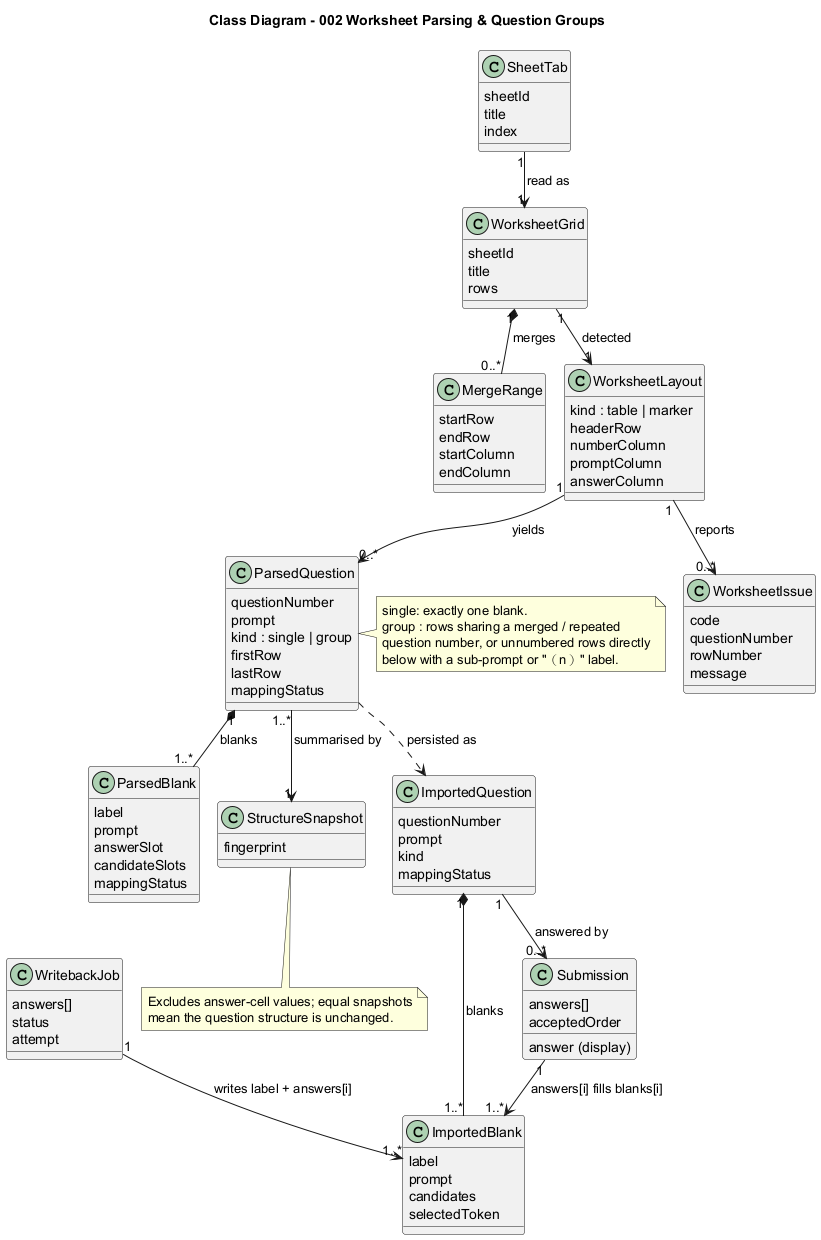 Class Diagram - 002 Worksheet Parsing & Question Groups
C SheetTab
sheetId
title
index
1
read as
1
C WorksheetGrid
sheetId
title
rows
1
merges
0..*
1
detected
1
C MergeRange
startRow
endRow
startColumn
endColumn
C WorksheetLayout
kind : table | marker
headerRow
numberColumn
promptColumn
answerColumn
1
yields
0..*
1
reports
0..*
C ParsedQuestion
questionNumber
prompt
kind : single | group
firstRow
lastRow
mappingStatus
single: exactly one blank.
group : rows sharing a merged / repeated
question number, or unnumbered rows directly
below with a sub-prompt or "（n）" label.
C WorksheetIssue
code
questionNumber
rowNumber
message
1
blanks
1..*
1..*
summarised by
1
persisted as
C ParsedBlank
label
prompt
answerSlot
candidateSlots
mappingStatus
C StructureSnapshot
fingerprint
C ImportedQuestion
questionNumber
prompt
kind
mappingStatus
1
blanks
1..*
1
answered by
0..*
C WritebackJob
answers[]
status
attempt
Excludes answer-cell values; equal snapshots
mean the question structure is unchanged.
C Submission
answers[]
acceptedOrder
answer (display)
1
writes label + answers[i]
1..*
1
answers[i] fills blanks[i]
1..*
C ImportedBlank
label
prompt
candidates
selectedToken